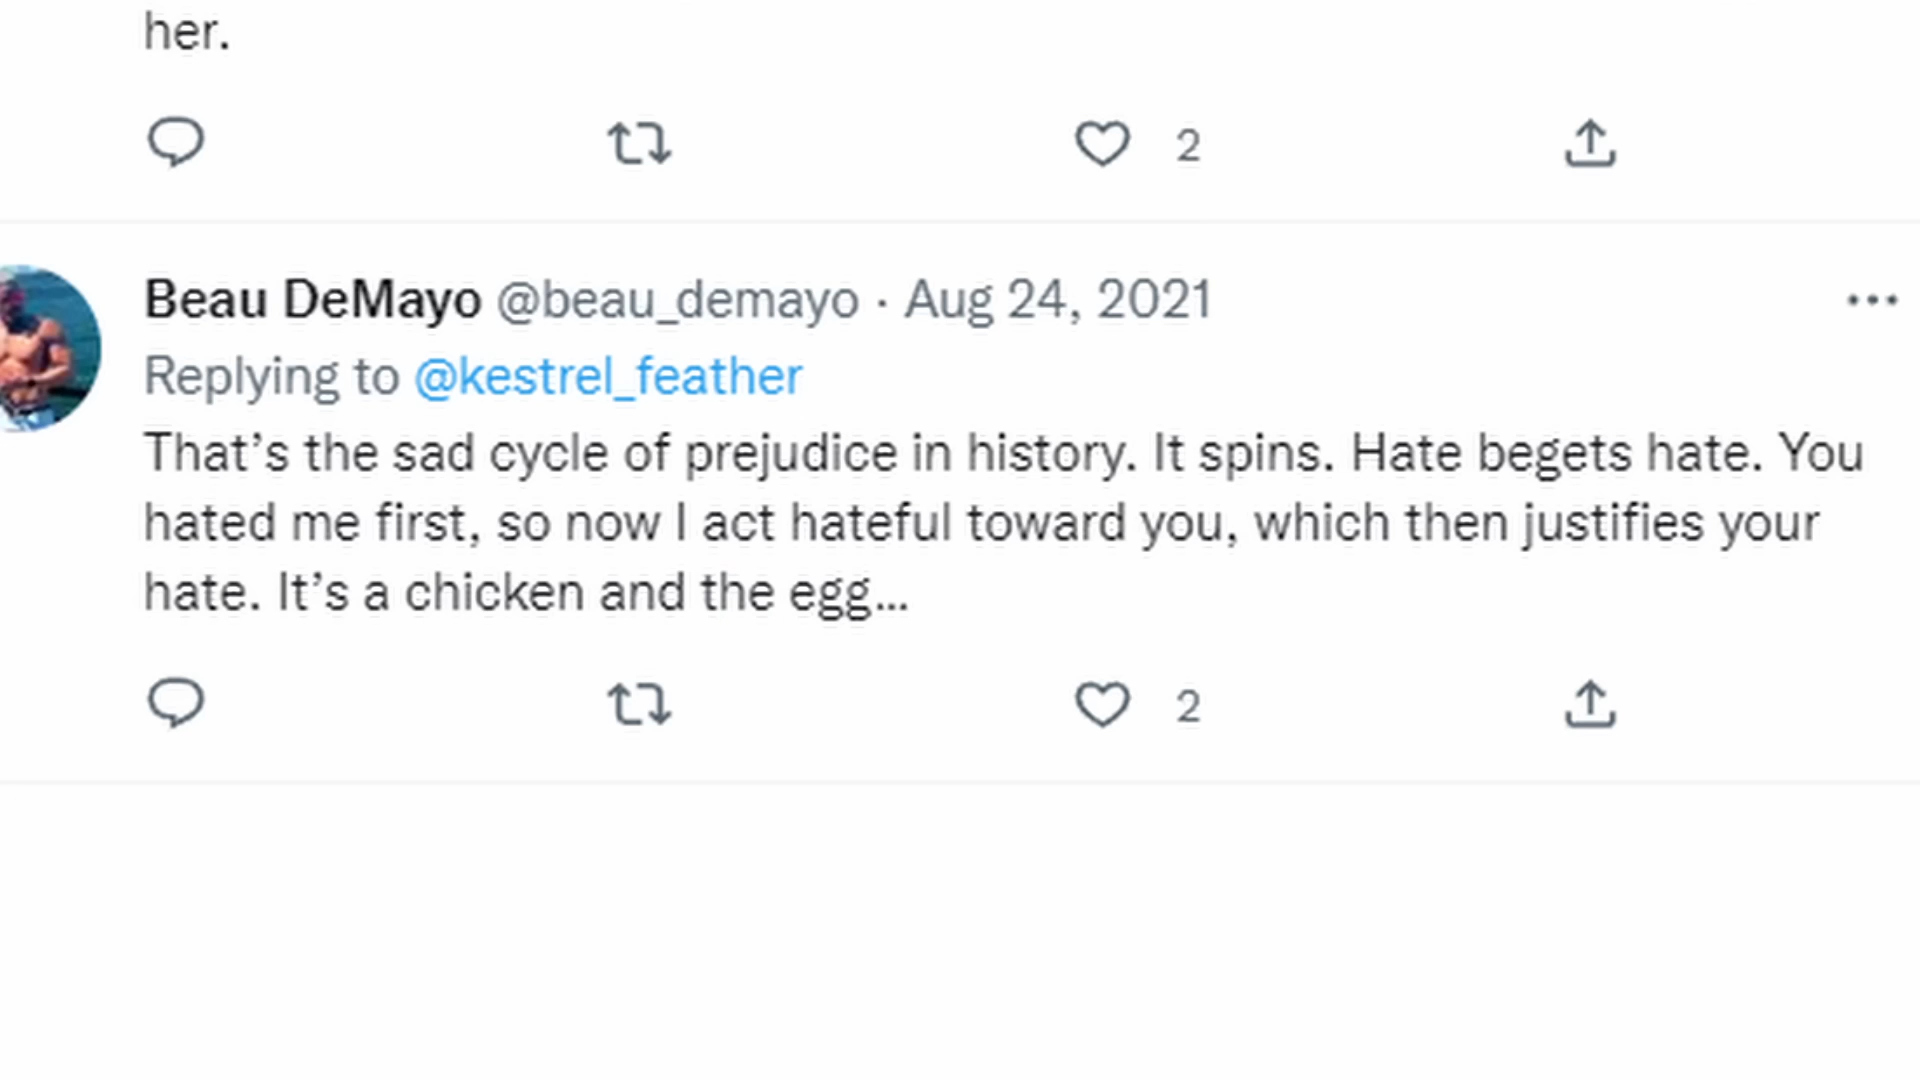 her.
2
Beau DeMayo @beau_demayo · Aug 24, 2021
Replying to @kestrel_feather
That’s the sad cycle of prejudice in history. It spins. Hate begets hate. You
hated me first, so now I act hateful toward you, which then justifies your
hate. It’s a chicken and the egg...
2